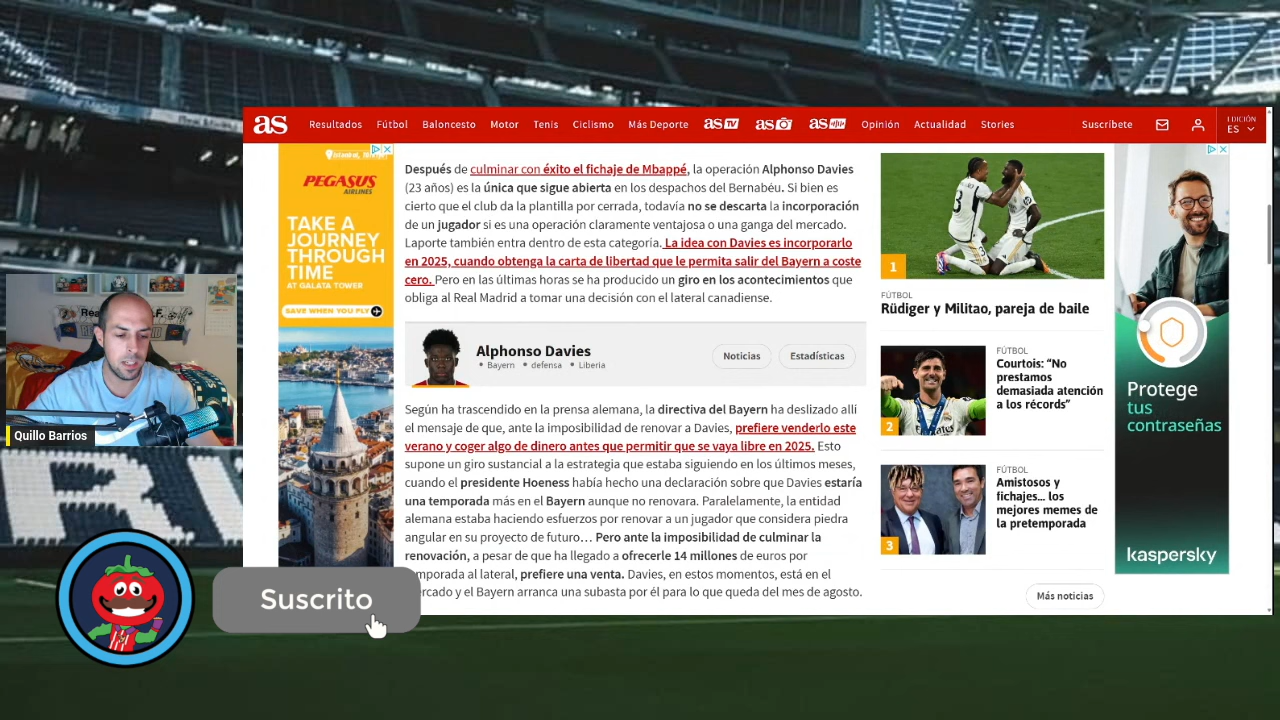 as
Resultados Fútbol Baloncesto Motor Tenis Ciclismo Más Deporte as TV as as Opinión Actualidad Stories Suscríbete EDICIÓN
ES
PEGASUS
AIRLINES
TAKE A
JOURNEY
THROUGH
TIME
AT GALATA TOWER
SAVE WHEN YOU FLY
Después de culminar con éxito el fichaje de Mbappé, la operación Alphonso Davies
(23 años) es la única que sigue abierta en los despachos del Bernabéu. Si bien es
cierto que el club da la plantilla por cerrada, todavía no se descarta la incorporación
de un jugador si es una operación claramente ventajosa o una ganga del mercado.
Laporte también entra dentro de esta categoría. La idea con Davies es incorporarlo
en 2025, cuando obtenga la carta de libertad que le permita salir del Bayern a coste
cero. Pero en las últimas horas se ha producido un giro en los acontecimientos que
obliga al Real Madrid a tomar una decisión con el lateral canadiense.
Alphonso Davies
Bayern defensa Liberia
Noticias
Estadísticas
Según ha trascendido en la prensa alemana, la directiva del Bayern ha deslizado allí
el mensaje de que, ante la imposibilidad de renovar a Davies, prefiere venderlo este
verano y coger algo de dinero antes que permitir que se vaya libre en 2025. Esto
supone un giro sustancial a la estrategia que estaba siguiendo en los últimos meses,
cuando el presidente Hoeness había hecho una declaración sobre que Davies estaría
una temporada más en el Bayern aunque no renovara. Paralelamente, la entidad
alemana estaba haciendo esfuerzos por renovar a un jugador que considera piedra
angular en su proyecto de futuro… Pero ante la imposibilidad de culminar la
renovación, a pesar de que ha llegado a ofrecerle 14 millones de euros por
temporada al lateral, prefiere una venta. Davies, en estos momentos, está en el
mercado y el Bayern arranca una subasta por él para lo que queda del mes de agosto.
1
FÚTBOL
Rüdiger y Militao, pareja de baile
2
FÚTBOL
Courtois: “No
prestamos
demasiada atención
a los récords”
3
FÚTBOL
Amistosos y
fichajes... los
mejores memes de
la pretemporada
Más noticias
Protege
tus
contraseñas
kaspersky
Quillo Barrios
Suscrito